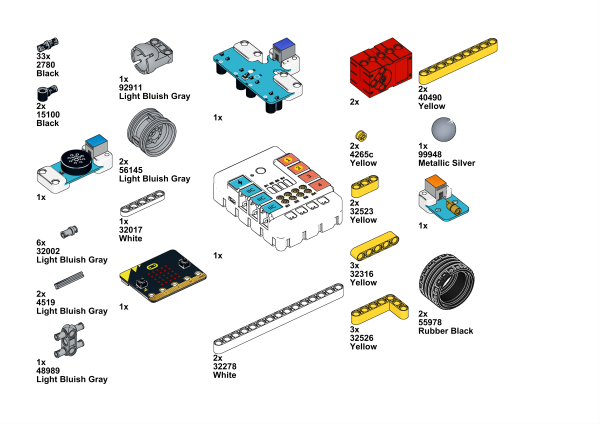 33x
2780
Black
2x
15100
Black
1x
6x
32002
Light Bluish Gray
2x
4519
Light Bluish Gray
1x
48989
Light Bluish Gray
1x
92911
Light Bluish Gray
2x
56145
Light Bluish Gray
1x
32017
White
1x
1x
1x
2x
32278
White
2x
2x
4265c
Yellow
2x
32523
Yellow
3x
32316
Yellow
3x
32526
Yellow
2x
40490
Yellow
1x
99948
Metallic Silver
1x
2x
55978
Rubber Black